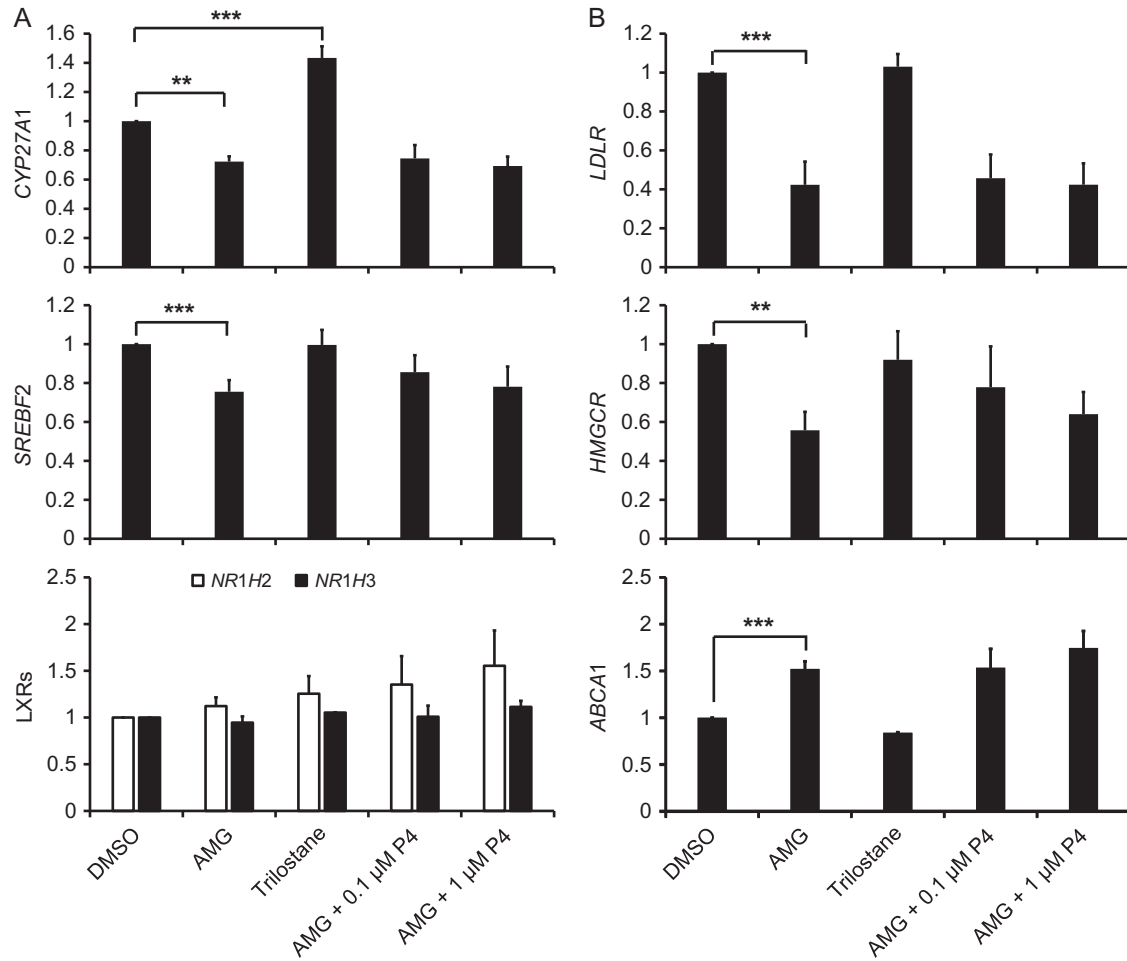 A
CYP27A1
1.6
1.4
1.2
1
0.8
0.6
0.4
0.2
0
**
***
SREBF2
1.2
1
0.8
0.6
0.4
0.2
0
***
LXRs
2.5
2
1.5
1
0.5
0
NR1H2 NR1H3
DMSO
AMG
Trilostane
AMG + 0.1 µM P4
AMG + 1 µM P4
B
LDLR
1.2
1
0.8
0.6
0.4
0.2
0
***
HMGCR
1.2
1
0.8
0.6
0.4
0.2
0
**
ABCA1
2.5
2
1.5
1
0.5
0
***
DMSO
AMG
Trilostane
AMG + 0.1 µM P4
AMG + 1 µM P4